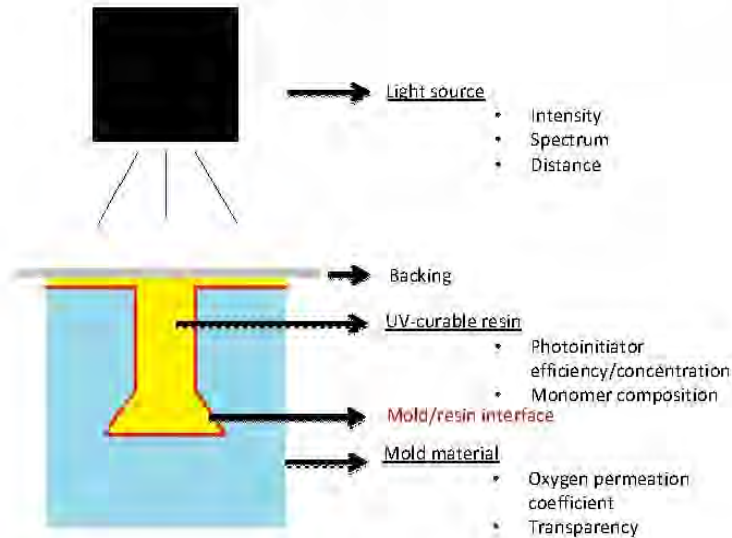 Light source
• Intensity
• Spectrum
• Distance
Backing
UV-curable resin
• Photoinitiator
efficiency/concentration
• Monomer composition
Mold/resin interface
Mold material
• Oxygen permeation
coefficient
• Transparency